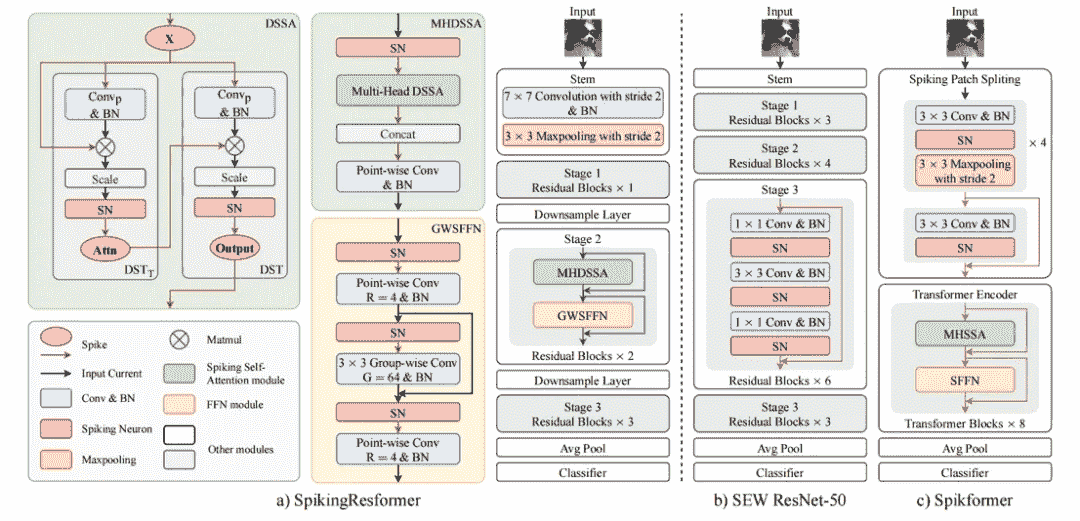 DSSA
X
Convp
& BN
Convp
& BN
Scale
Scale
SN
SN
Attn
Output
DSTT
DST
Spike
Matmul
Input Current
Spiking Self-
Attention module
Conv & BN
FFN module
Spiking Neuron
Other modules
Maxpooling
MHDSSA
SN
Multi-Head DSSA
Concat
Point-wise Conv
& BN
GWSFFN
SN
Point-wise Conv
R = 4 & BN
SN
3 × 3 Group-wise Conv
G = 64 & BN
SN
Point-wise Conv
R = 4 & BN
Input
Stem
7 × 7 Convolution with stride 2
& BN
3 × 3 Maxpooling with stride 2
Stage 1
Residual Blocks × 1
Downsample Layer
Stage 2
MHDSSA
GWSFFN
Residual Blocks × 2
Downsample Layer
Stage 3
Residual Blocks × 3
Avg Pool
Classifier
a) SpikingResformer
Input
Stem
Stage 1
Residual Blocks × 3
Stage 2
Residual Blocks × 4
Stage 3
1 × 1 Conv & BN
SN
3 × 3 Conv & BN
SN
1 × 1 Conv & BN
SN
Residual Blocks × 6
Stage 3
Residual Blocks × 3
Avg Pool
Classifier
b) SEW ResNet-50
Input
Spiking Patch Spliting
3 × 3 Conv & BN
SN
× 4
3 × 3 Maxpooling
with stride 2
3 × 3 Conv & BN
SN
Transformer Encoder
MHSSA
SFFN
Transformer Blocks × 8
Avg Pool
Classifier
c) Spikformer